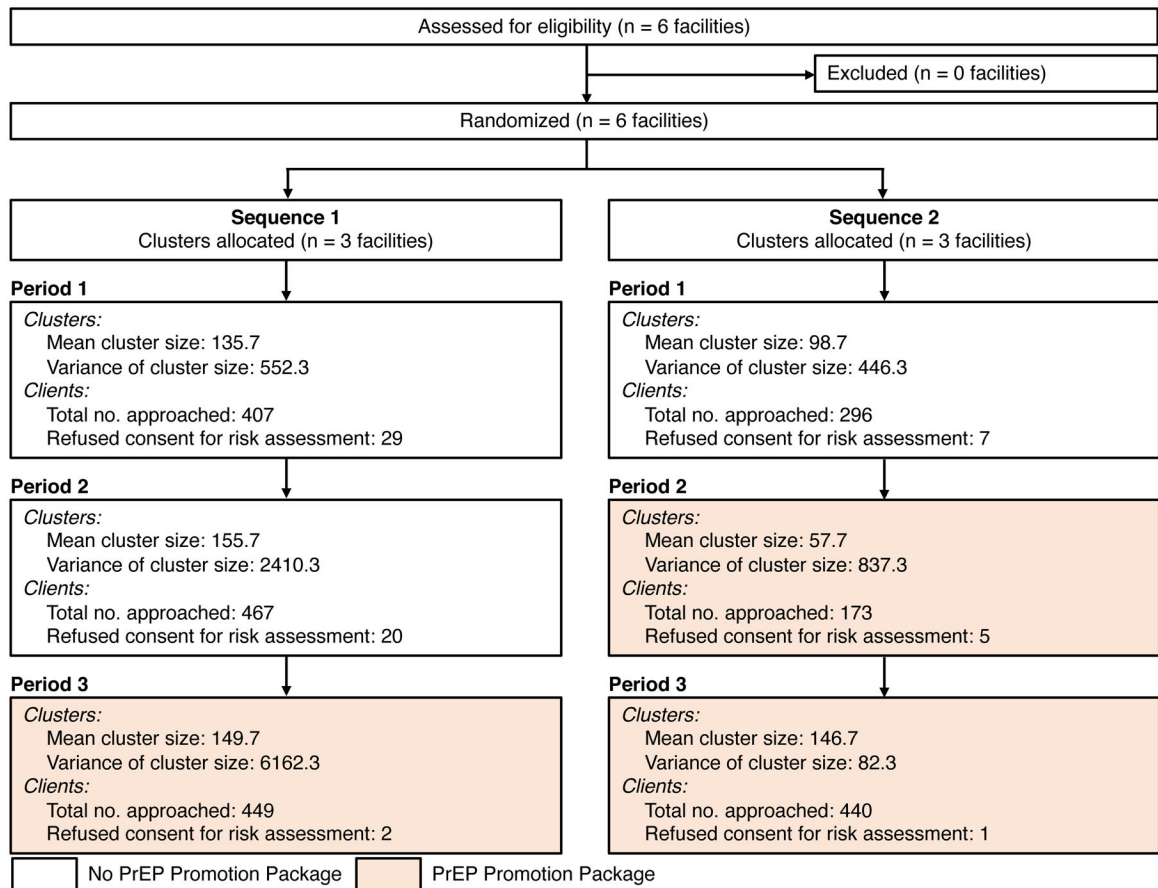 Assessed for eligibility (n = 6 facilities)
Excluded (n = 0 facilities)
Randomized (n = 6 facilities)
Sequence 1
Clusters allocated (n = 3 facilities)
Period 1
Clusters:
Mean cluster size: 135.7
Variance of cluster size: 552.3
Clients:
Total no. approached: 407
Refused consent for risk assessment: 29
Period 2
Clusters:
Mean cluster size: 155.7
Variance of cluster size: 2410.3
Clients:
Total no. approached: 467
Refused consent for risk assessment: 20
Period 3
Clusters:
Mean cluster size: 149.7
Variance of cluster size: 6162.3
Clients:
Total no. approached: 449
Refused consent for risk assessment: 2
Sequence 2
Clusters allocated (n = 3 facilities)
Period 1
Clusters:
Mean cluster size: 98.7
Variance of cluster size: 446.3
Clients:
Total no. approached: 296
Refused consent for risk assessment: 7
Period 2
Clusters:
Mean cluster size: 57.7
Variance of cluster size: 837.3
Clients:
Total no. approached: 173
Refused consent for risk assessment: 5
Period 3
Clusters:
Mean cluster size: 146.7
Variance of cluster size: 82.3
Clients:
Total no. approached: 440
Refused consent for risk assessment: 1
No PrEP Promotion Package
PrEP Promotion Package